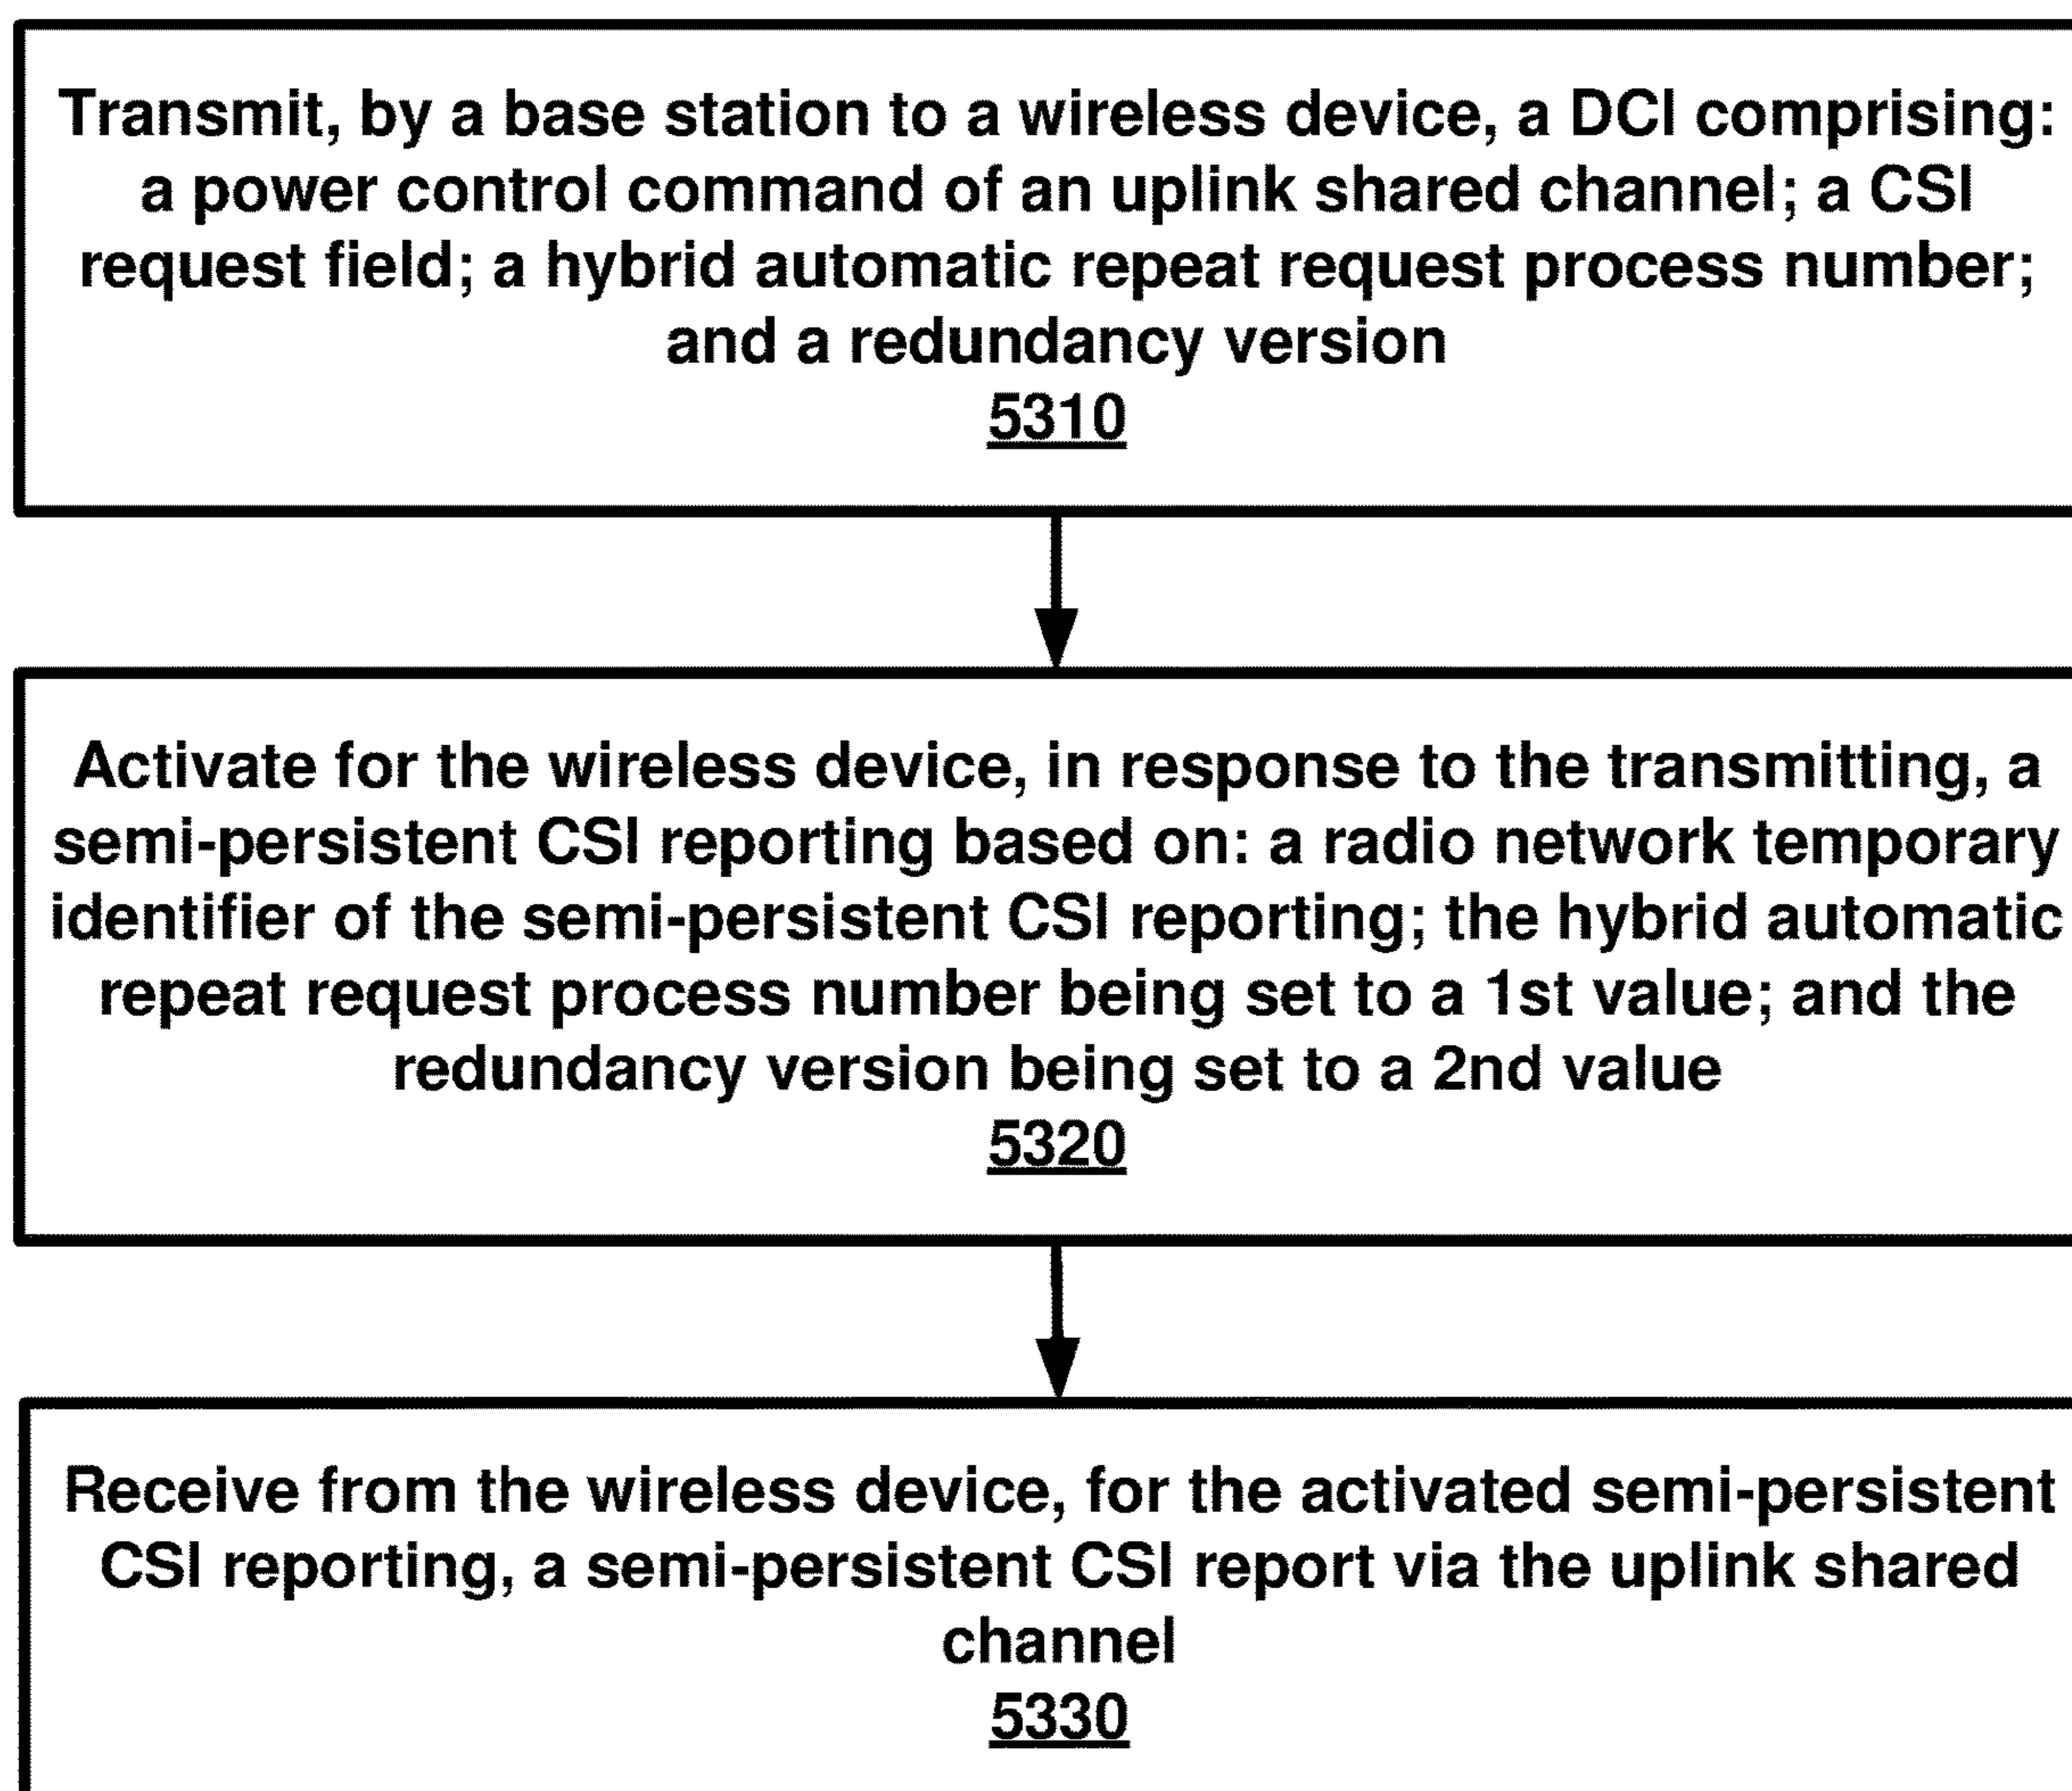 Transmit, by a base station to a wireless device, a DCI comprising:
a power control command of an uplink shared channel; a CSI
request field; a hybrid automatic repeat request process number;
and a redundancy version
5310
Activate for the wireless device, in response to the transmitting, a
semi-persistent CSI reporting based on: a radio network temporary
identifier of the semi-persistent CSI reporting; the hybrid automatic
repeat request process number being set to a 1st value; and the
redundancy version being set to a 2nd value
5320
Receive from the wireless device, for the activated semi-persistent
CSI reporting, a semi-persistent CSI report via the uplink shared
channel
5330